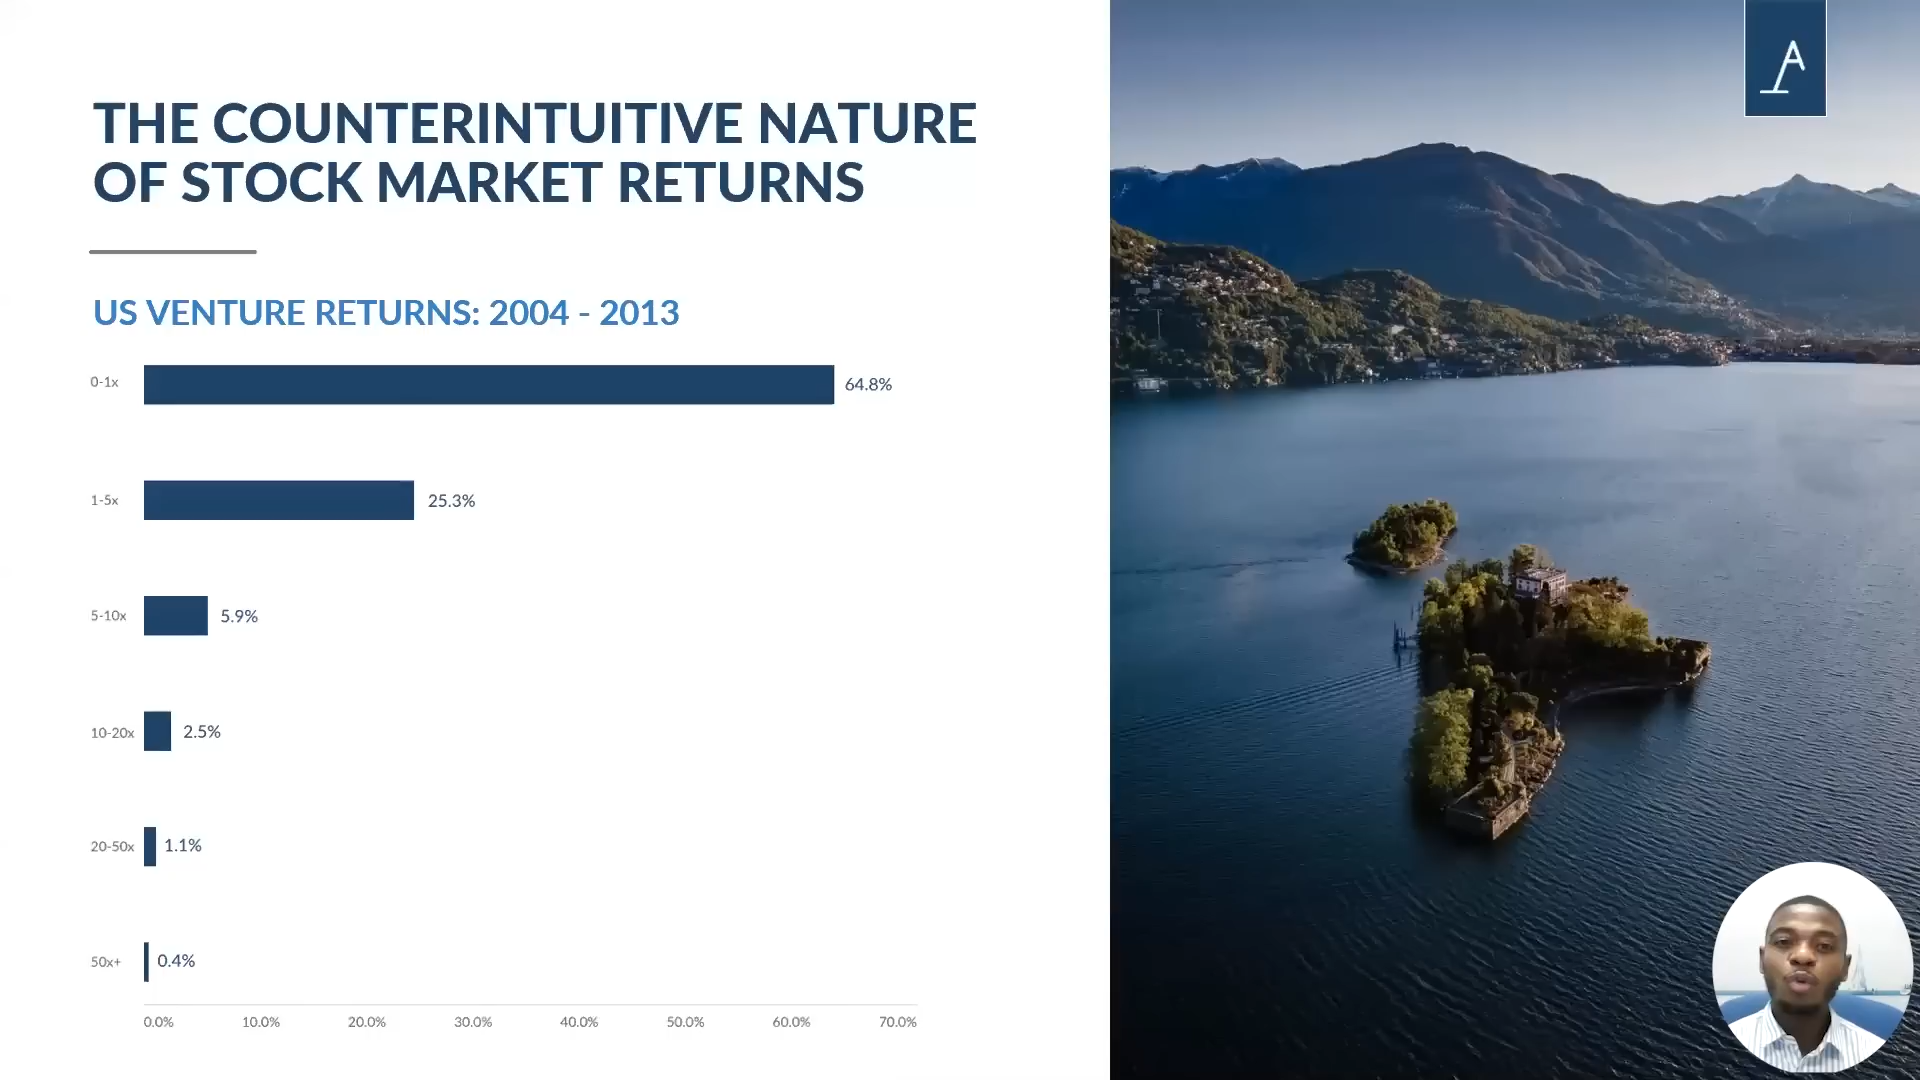 THE COUNTERINTUITIVE NATURE
OF STOCK MARKET RETURNS
US VENTURE RETURNS: 2004 - 2013
0-1x 64.8%
1-5x 25.3%
5-10x 5.9%
10-20x 2.5%
20-50x 1.1%
50x+ 0.4%
0.0% 10.0% 20.0% 30.0% 40.0% 50.0% 60.0% 70.0%
A